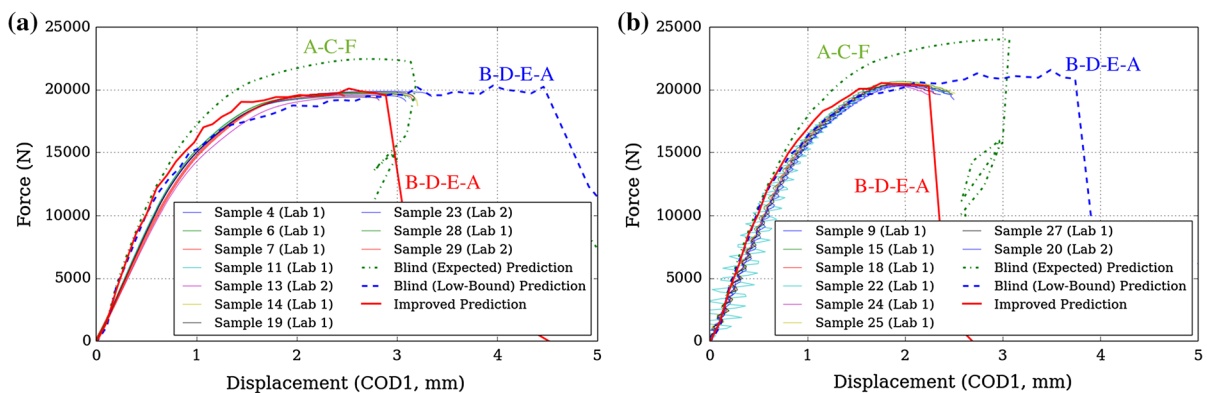 (a)
25000
20000
15000
10000
5000
0
Force (N)
A-C-F
B-D-E-A
B-D-E-A
Sample 4 (Lab 1)
Sample 6 (Lab 1)
Sample 7 (Lab 1)
Sample 11 (Lab 1)
Sample 13 (Lab 2)
Sample 14 (Lab 1)
Sample 19 (Lab 1)
Sample 23 (Lab 2)
Sample 28 (Lab 1)
Sample 29 (Lab 2)
Blind (Expected) Prediction
Blind (Low-Bound) Prediction
Improved Prediction
0 1 2 3 4 5
Displacement (COD1, mm)
(b)
25000
20000
15000
10000
5000
0
Force (N)
A-C-F
B-D-E-A
B-D-E-A
Sample 9 (Lab 1)
Sample 15 (Lab 1)
Sample 18 (Lab 1)
Sample 22 (Lab 1)
Sample 24 (Lab 1)
Sample 25 (Lab 1)
Sample 27 (Lab 1)
Sample 20 (Lab 2)
Blind (Expected) Prediction
Blind (Low-Bound) Prediction
Improved Prediction
0 1 2 3 4 5
Displacement (COD1, mm)